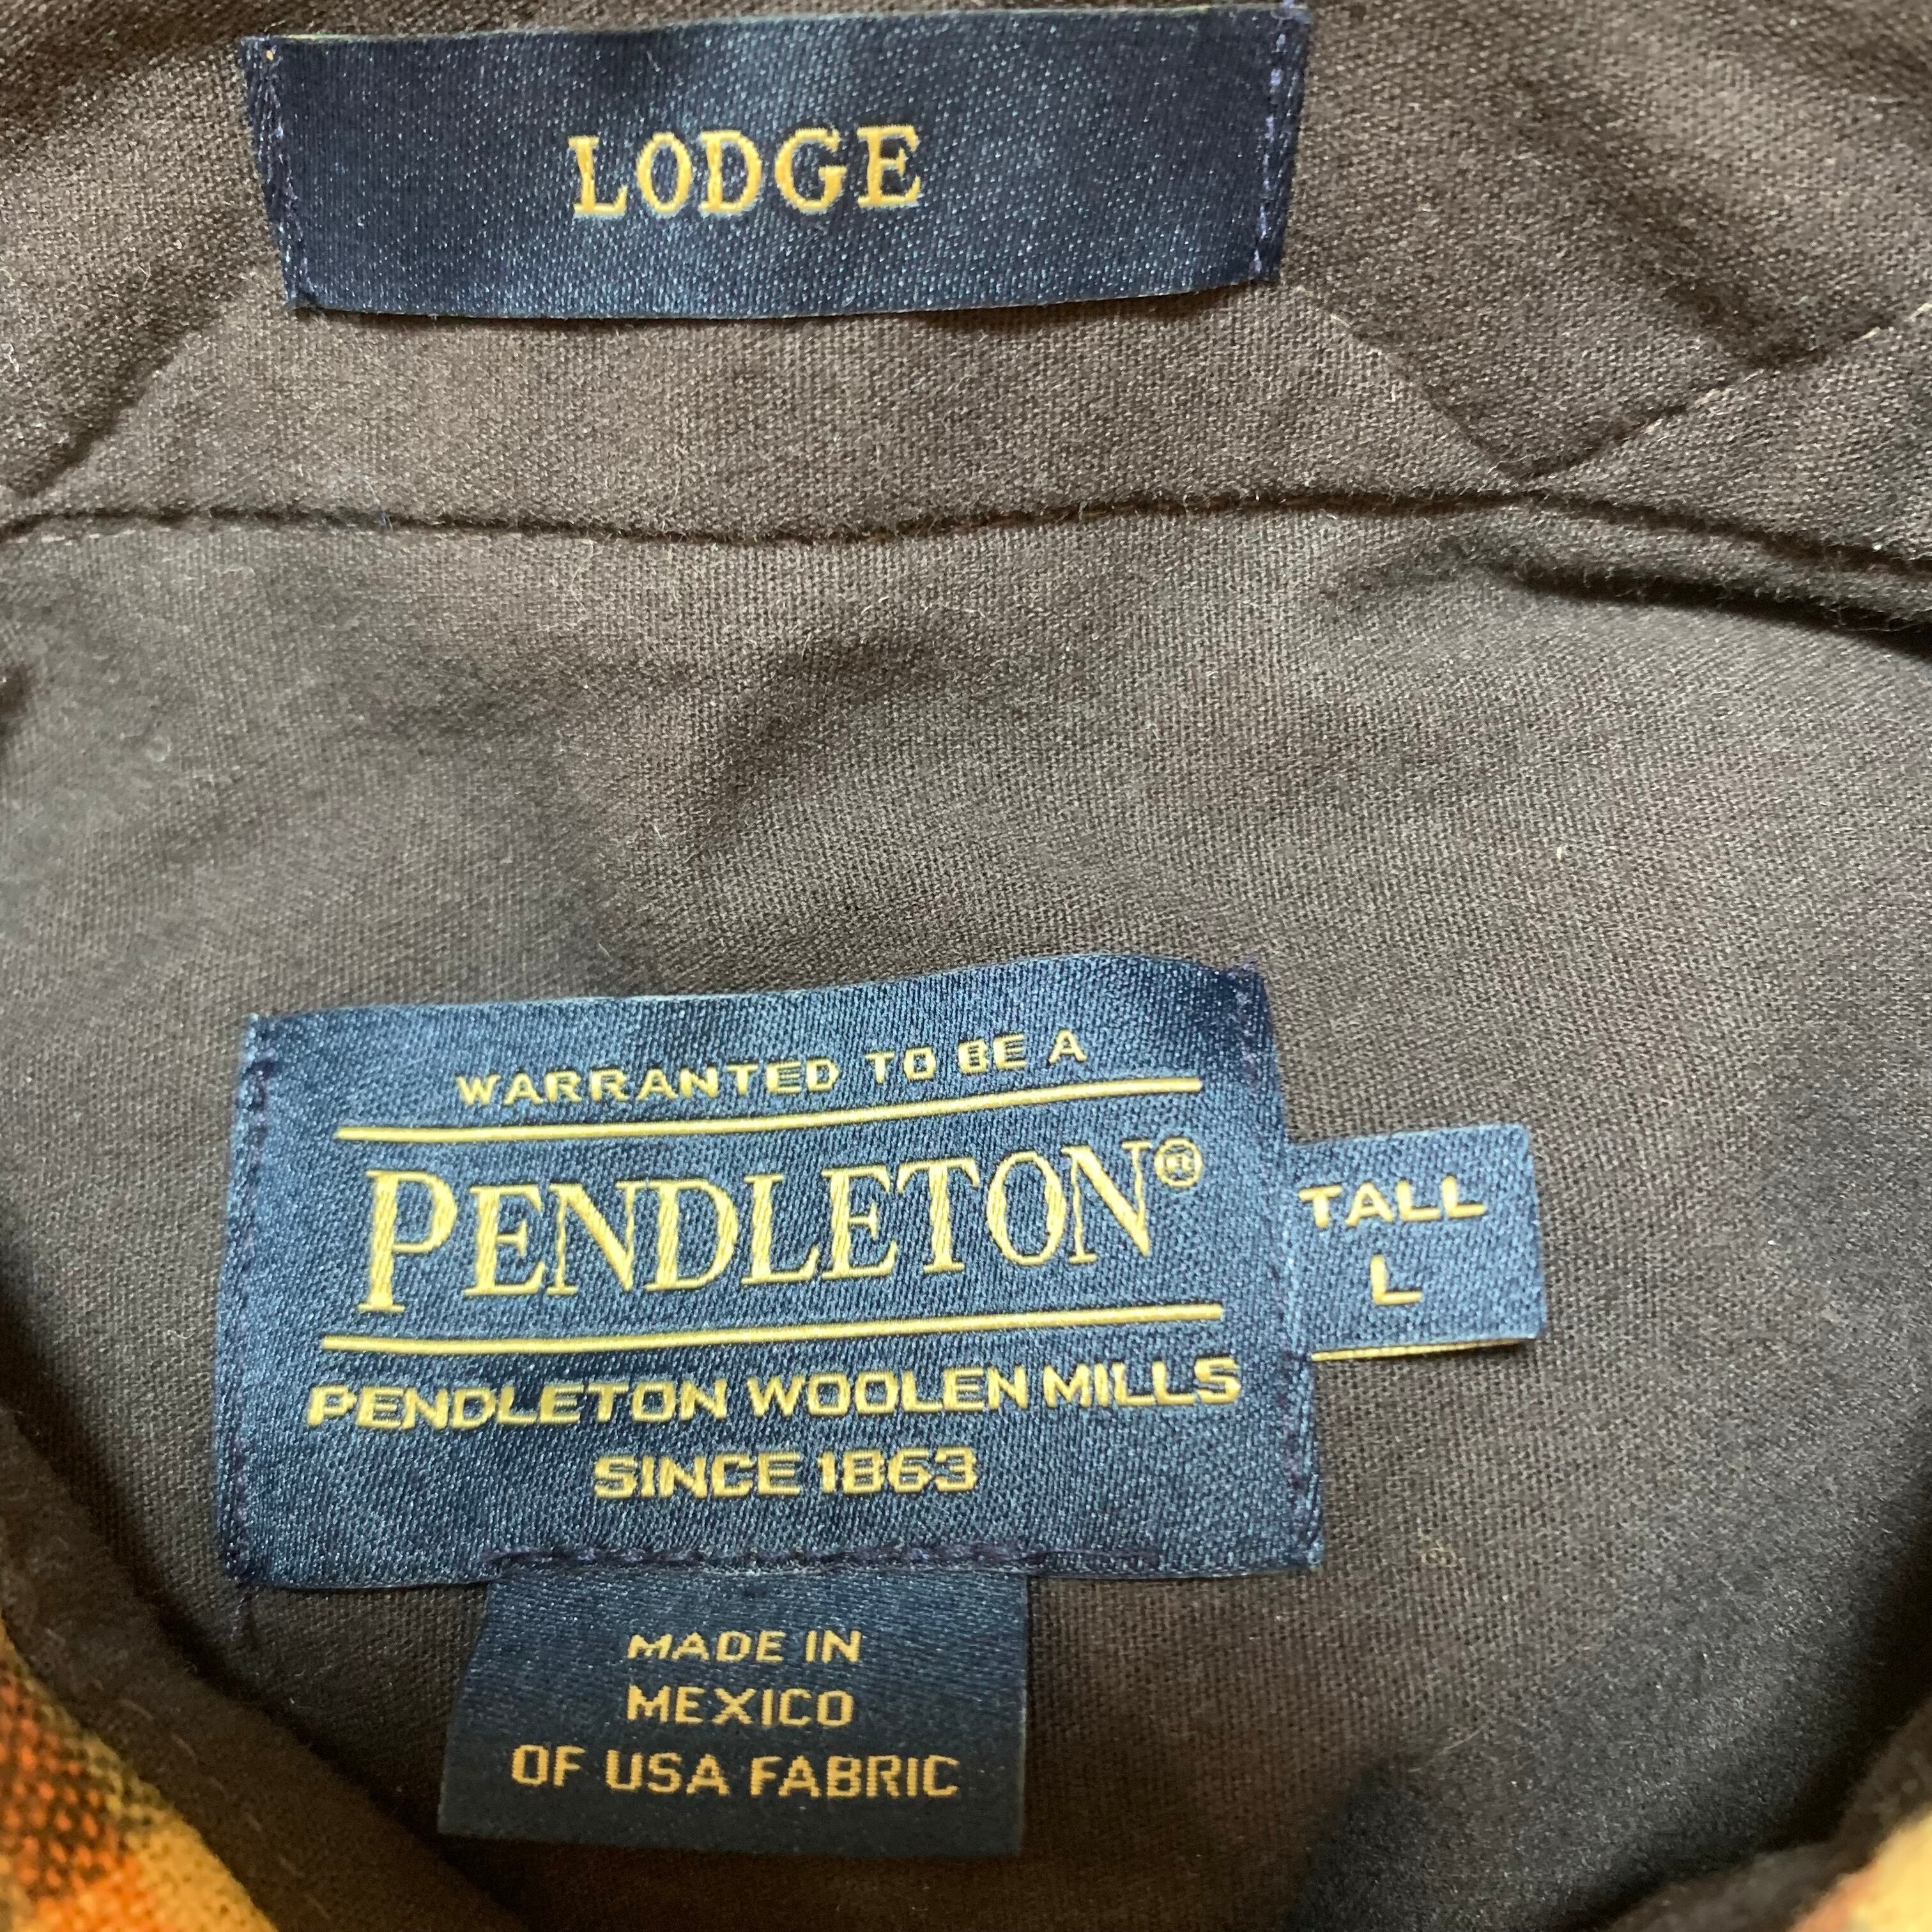 LODGE
WARRANTED TO BE A
PENDLETON®
PENDLETON WOOLEN MILLS
SINCE 1863
TALL
L
MADE IN
MEXICO
OF USA FABRIC